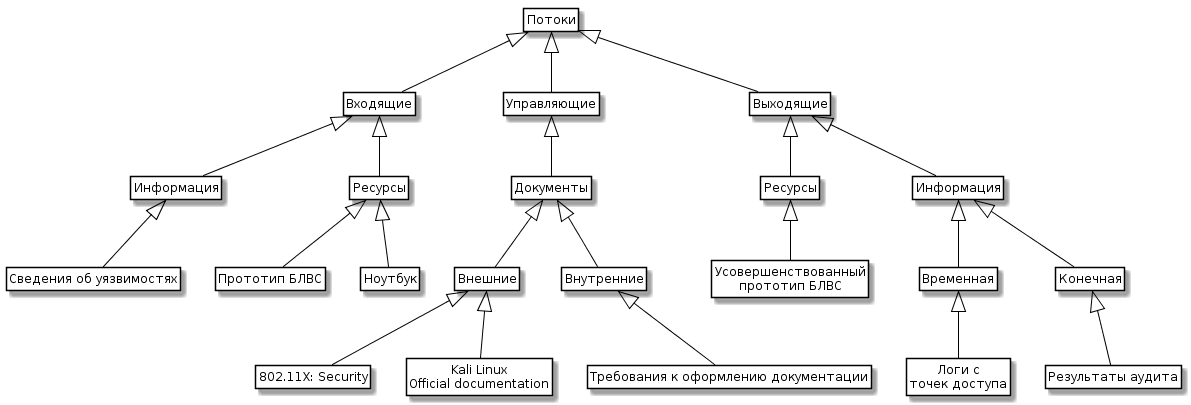 Потоки
Входящие
Управляющие
Выходящие
Информация
Ресурсы
Документы
Ресурсы
Информация
Сведения об уязвимостях
Прототип БЛВС
Ноутбук
Внешние
Внутренние
Усовершенствованный
прототип БЛВС
Временная
Конечная
802.11X: Security
Kali Linux
Official documentation
Требования к оформлению документации
Логи с
точек доступа
Результаты аудита